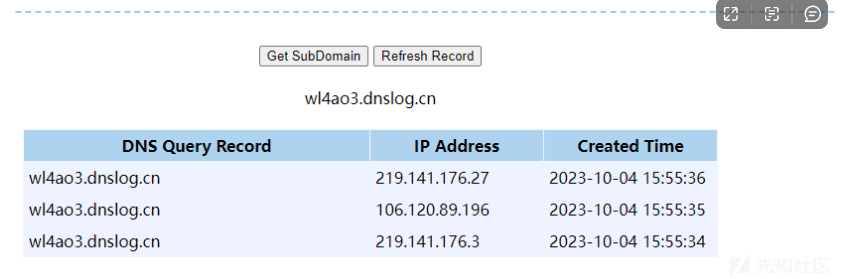 Get SubDomain Refresh Record
wl4ao3.dnslog.cn
DNS Query Record IP Address Created Time
wl4ao3.dnslog.cn 219.141.176.27 2023-10-04 15:55:36
wl4ao3.dnslog.cn 106.120.89.196 2023-10-04 15:55:35
wl4ao3.dnslog.cn 219.141.176.3 2023-10-04 15:55:34
先知社区